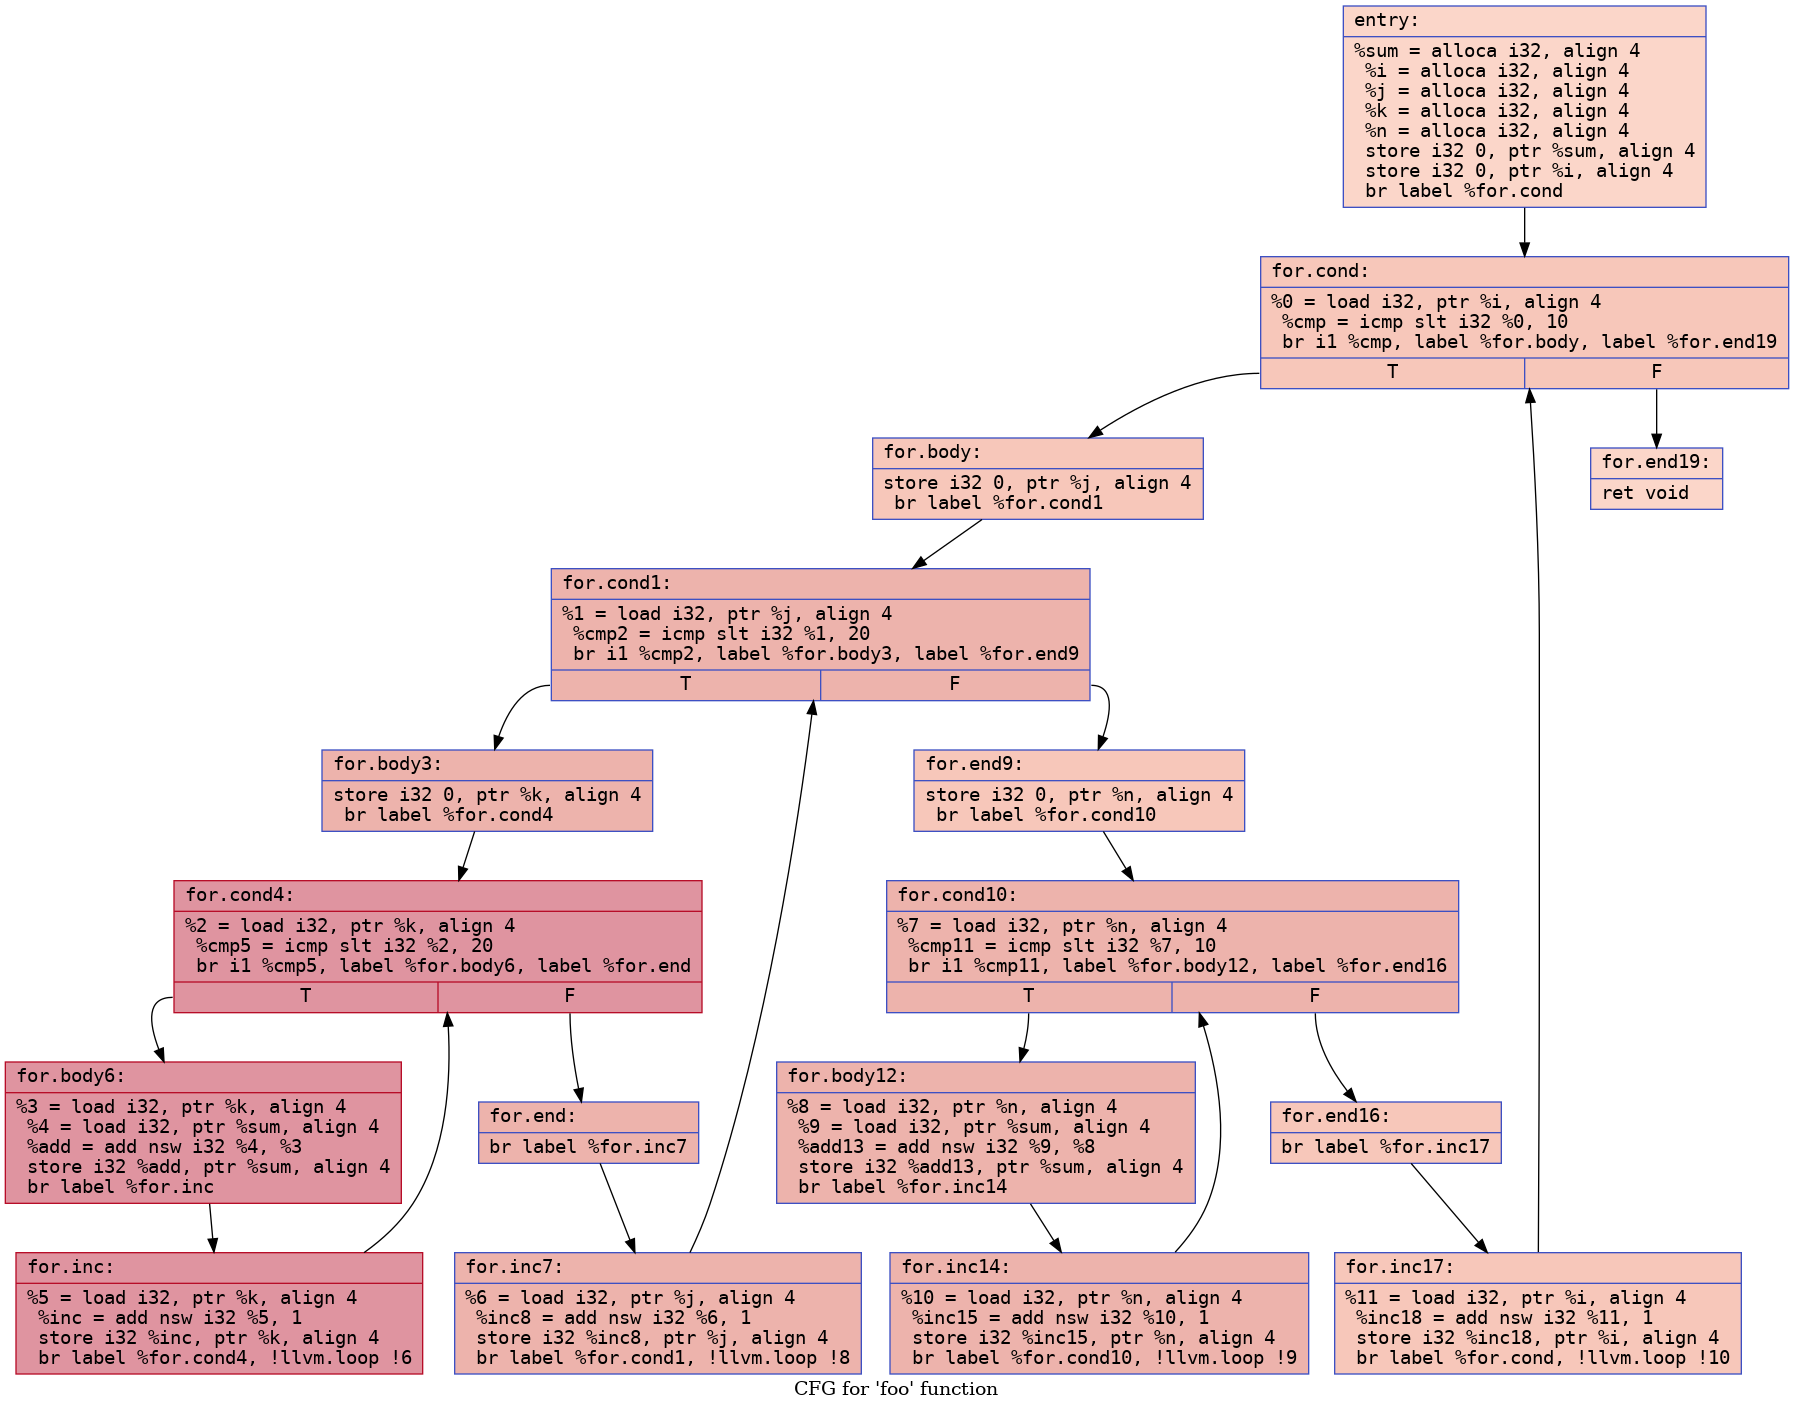 entry:
%sum = alloca i32, align 4
%i = alloca i32, align 4
%j = alloca i32, align 4
%k = alloca i32, align 4
%n = alloca i32, align 4
store i32 0, ptr %sum, align 4
store i32 0, ptr %i, align 4
br label %for.cond
for.cond:
%0 = load i32, ptr %i, align 4
%cmp = icmp slt i32 %0, 10
br i1 %cmp, label %for.body, label %for.end19
T
F
for.body:
store i32 0, ptr %j, align 4
br label %for.cond1
for.end19:
ret void
for.cond1:
%1 = load i32, ptr %j, align 4
%cmp2 = icmp slt i32 %1, 20
br i1 %cmp2, label %for.body3, label %for.end9
T
F
for.body3:
store i32 0, ptr %k, align 4
br label %for.cond4
for.end9:
store i32 0, ptr %n, align 4
br label %for.cond10
for.cond4:
%2 = load i32, ptr %k, align 4
%cmp5 = icmp slt i32 %2, 20
br i1 %cmp5, label %for.body6, label %for.end
T
F
for.cond10:
%7 = load i32, ptr %n, align 4
%cmp11 = icmp slt i32 %7, 10
br i1 %cmp11, label %for.body12, label %for.end16
T
F
for.body6:
%3 = load i32, ptr %k, align 4
%4 = load i32, ptr %sum, align 4
%add = add nsw i32 %4, %3
store i32 %add, ptr %sum, align 4
br label %for.inc
for.end:
br label %for.inc7
for.body12:
%8 = load i32, ptr %n, align 4
%9 = load i32, ptr %sum, align 4
%add13 = add nsw i32 %9, %8
store i32 %add13, ptr %sum, align 4
br label %for.inc14
for.end16:
br label %for.inc17
for.inc:
%5 = load i32, ptr %k, align 4
%inc = add nsw i32 %5, 1
store i32 %inc, ptr %k, align 4
br label %for.cond4, !llvm.loop !6
for.inc7:
%6 = load i32, ptr %j, align 4
%inc8 = add nsw i32 %6, 1
store i32 %inc8, ptr %j, align 4
br label %for.cond1, !llvm.loop !8
for.inc14:
%10 = load i32, ptr %n, align 4
%inc15 = add nsw i32 %10, 1
store i32 %inc15, ptr %n, align 4
br label %for.cond10, !llvm.loop !9
for.inc17:
%11 = load i32, ptr %i, align 4
%inc18 = add nsw i32 %11, 1
store i32 %inc18, ptr %i, align 4
br label %for.cond, !llvm.loop !10
CFG for 'foo' function